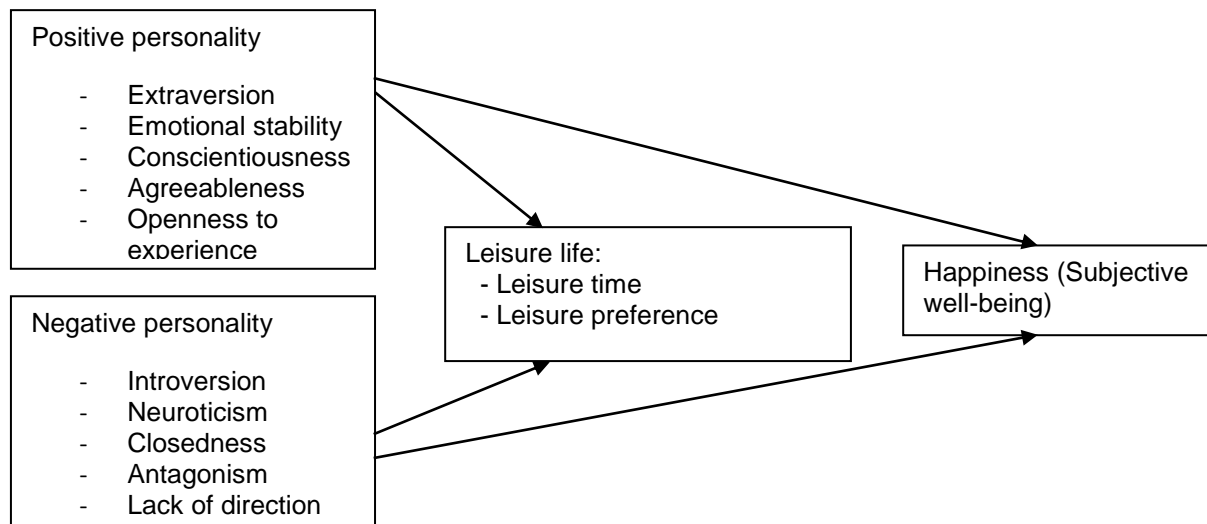 Positive personality
- Extraversion
- Emotional stability
- Conscientiousness
- Agreeableness
- Openness to
experience
Negative personality
- Introversion
- Neuroticism
- Closedness
- Antagonism
- Lack of direction
Leisure life:
- Leisure time
- Leisure preference
Happiness (Subjective
well-being)